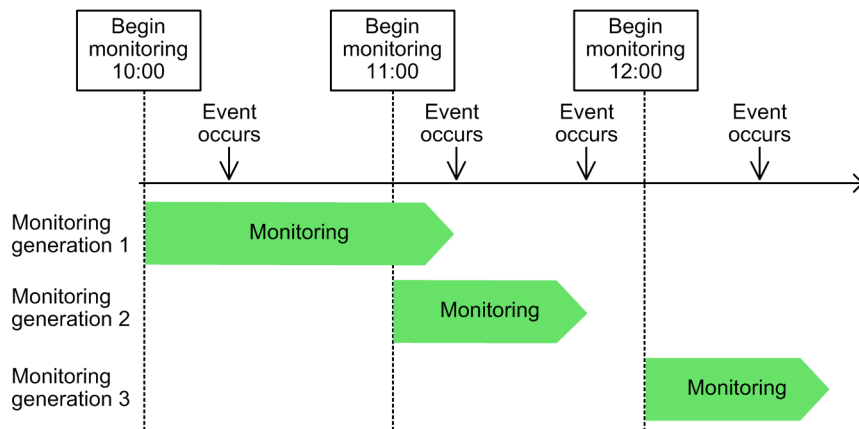 Begin
monitoring
10:00
Begin
monitoring
11:00
Begin
monitoring
12:00
Event
occurs
Event
occurs
Event
occurs
Event
occurs
Monitoring
generation 1
Monitoring
Monitoring
generation 2
Monitoring
Monitoring
generation 3
Monitoring